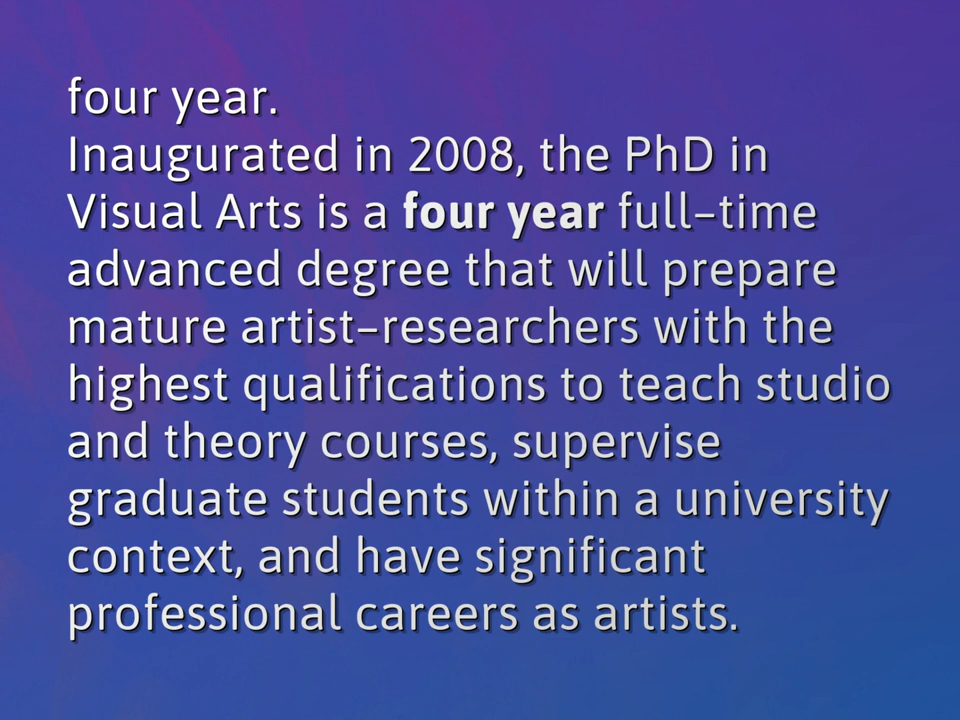 four year.
Inaugurated in 2008, the PhD in
Visual Arts is a four year full-time
advanced degree that will prepare
mature artist-researchers with the
highest qualifications to teach studio
and theory courses, supervise
graduate students within a university
context, and have significant
professional careers as artists.